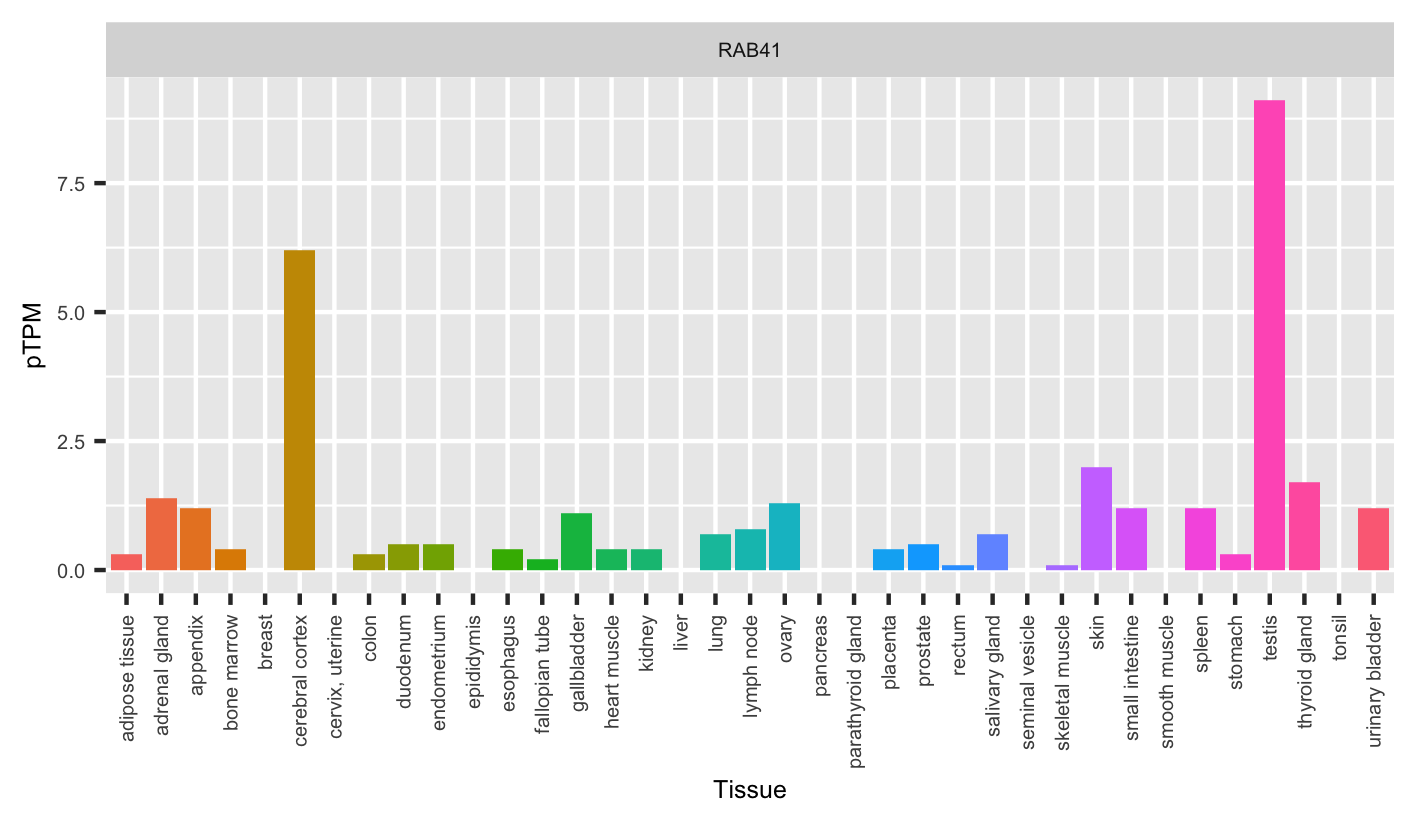 RAB41
pTPM
7.5
5.0
2.5
0.0
adipose tissue
adrenal gland
appendix
bone marrow
breast
cerebral cortex
cervix, uterine
colon
duodenum
endometrium
epididymis
esophagus
fallopian tube
gallbladder
heart muscle
kidney
liver
lung
lymph node
ovary
pancreas
parathyroid gland
placenta
prostate
rectum
salivary gland
seminal vesicle
skeletal muscle
skin
small intestine
smooth muscle
spleen
stomach
testis
thyroid gland
tonsil
urinary bladder
Tissue